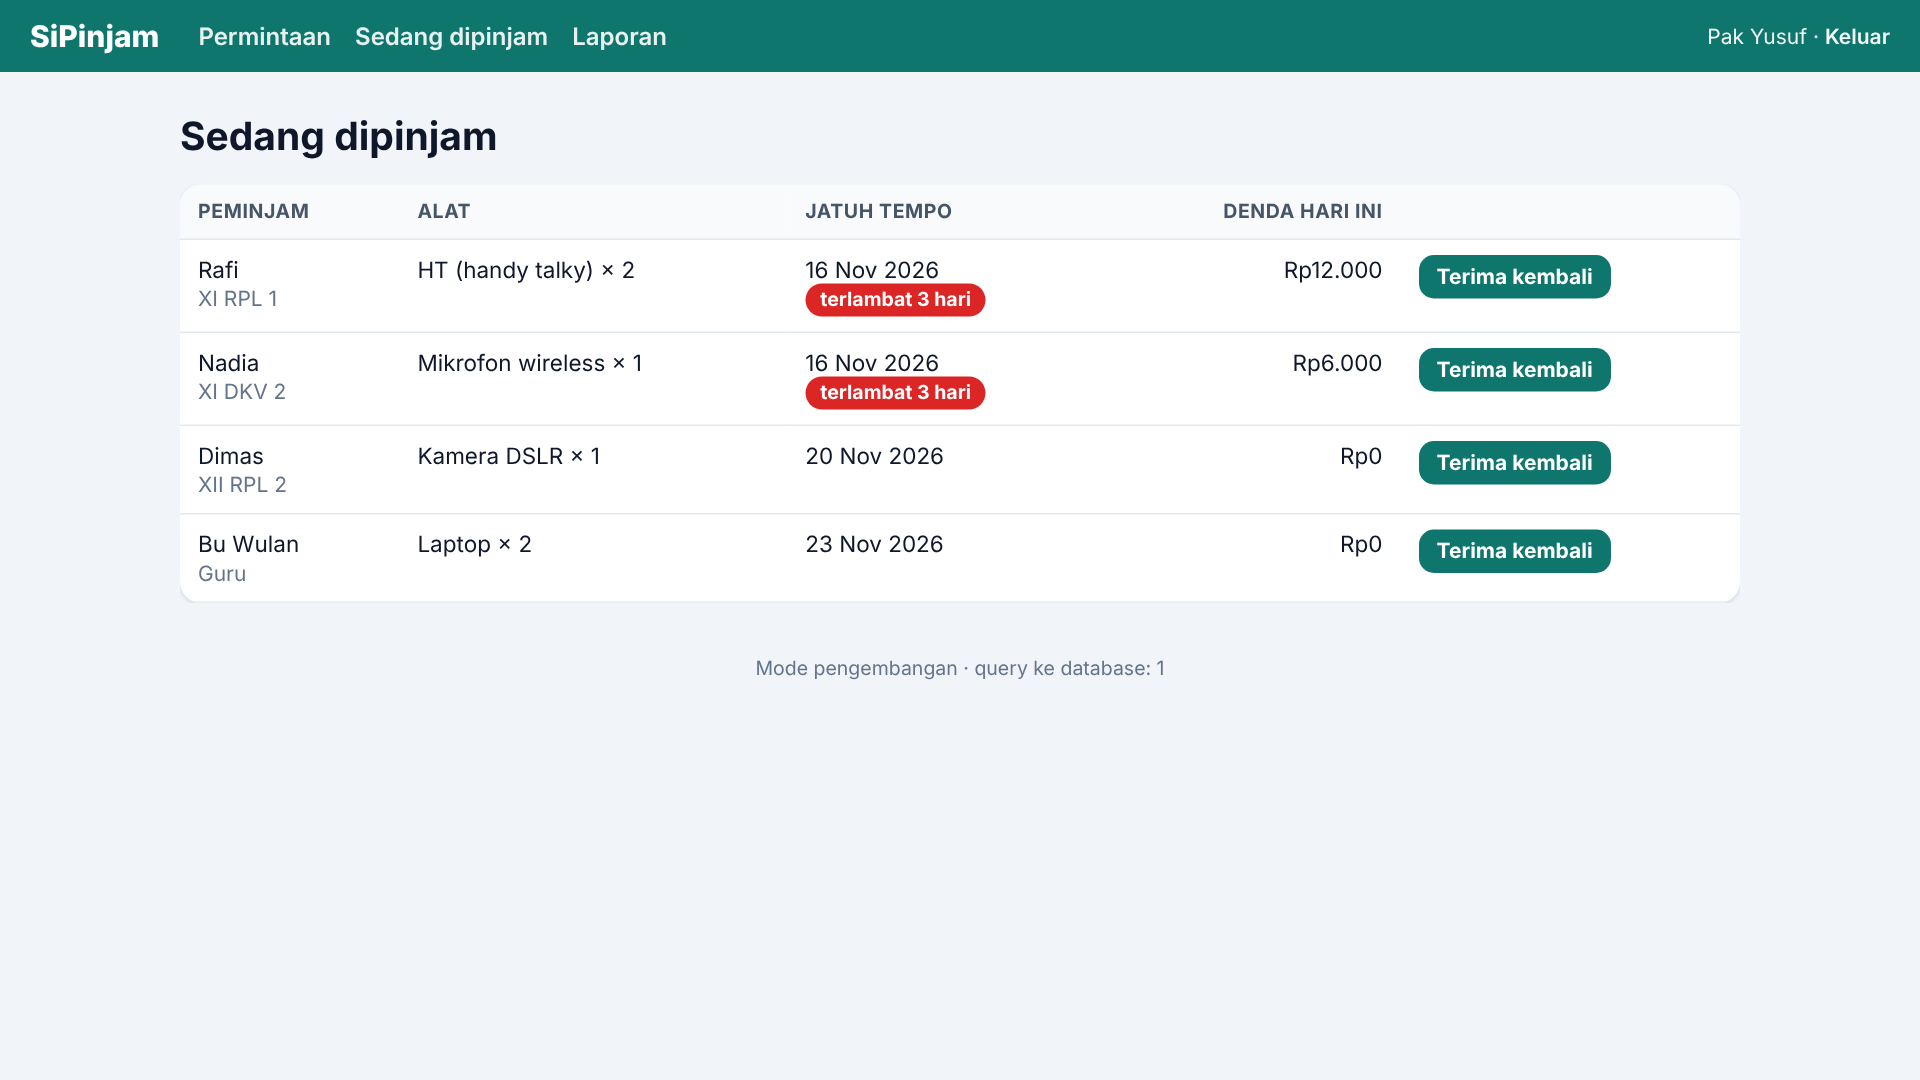 SiPinjam Permintaan Sedang dipinjam Laporan Pak Yusuf · Keluar
Sedang dipinjam
PEMINJAM ALAT JATUH TEMPO DENDA HARI INI
Rafi HT (handy talky) × 2 16 Nov 2026 Rp12.000 Terima kembali
XI RPL 1 terlambat 3 hari
Nadia Mikrofon wireless × 1 16 Nov 2026 Rp6.000 Terima kembali
XI DKV 2 terlambat 3 hari
Dimas Kamera DSLR × 1 20 Nov 2026 Rp0 Terima kembali
XII RPL 2
Bu Wulan Laptop × 2 23 Nov 2026 Rp0 Terima kembali
Guru
Mode pengembangan · query ke database: 1